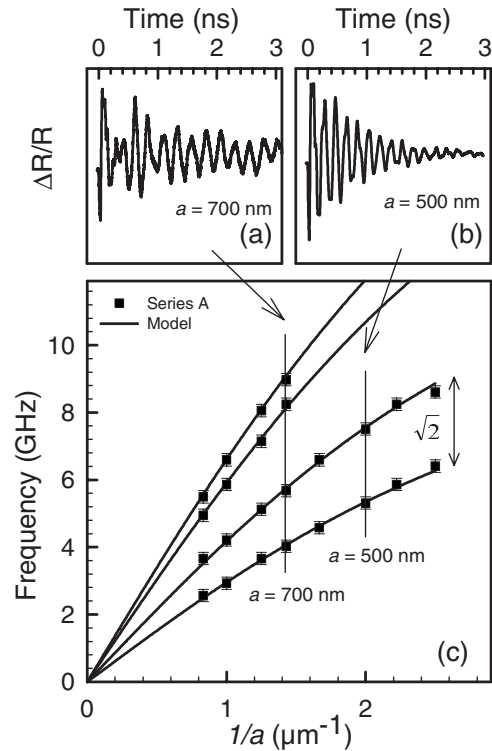 Time (ns) Time (ns)
0 1 2 3 0 1 2 3
ΔR/R
a = 700 nm
(a)
a = 500 nm
(b)
Series A
Model
10
8
6
4
2
0
Frequency (GHz)
√2
a = 500 nm
a = 700 nm
(c)
0 1 2
1/a (µm⁻¹)